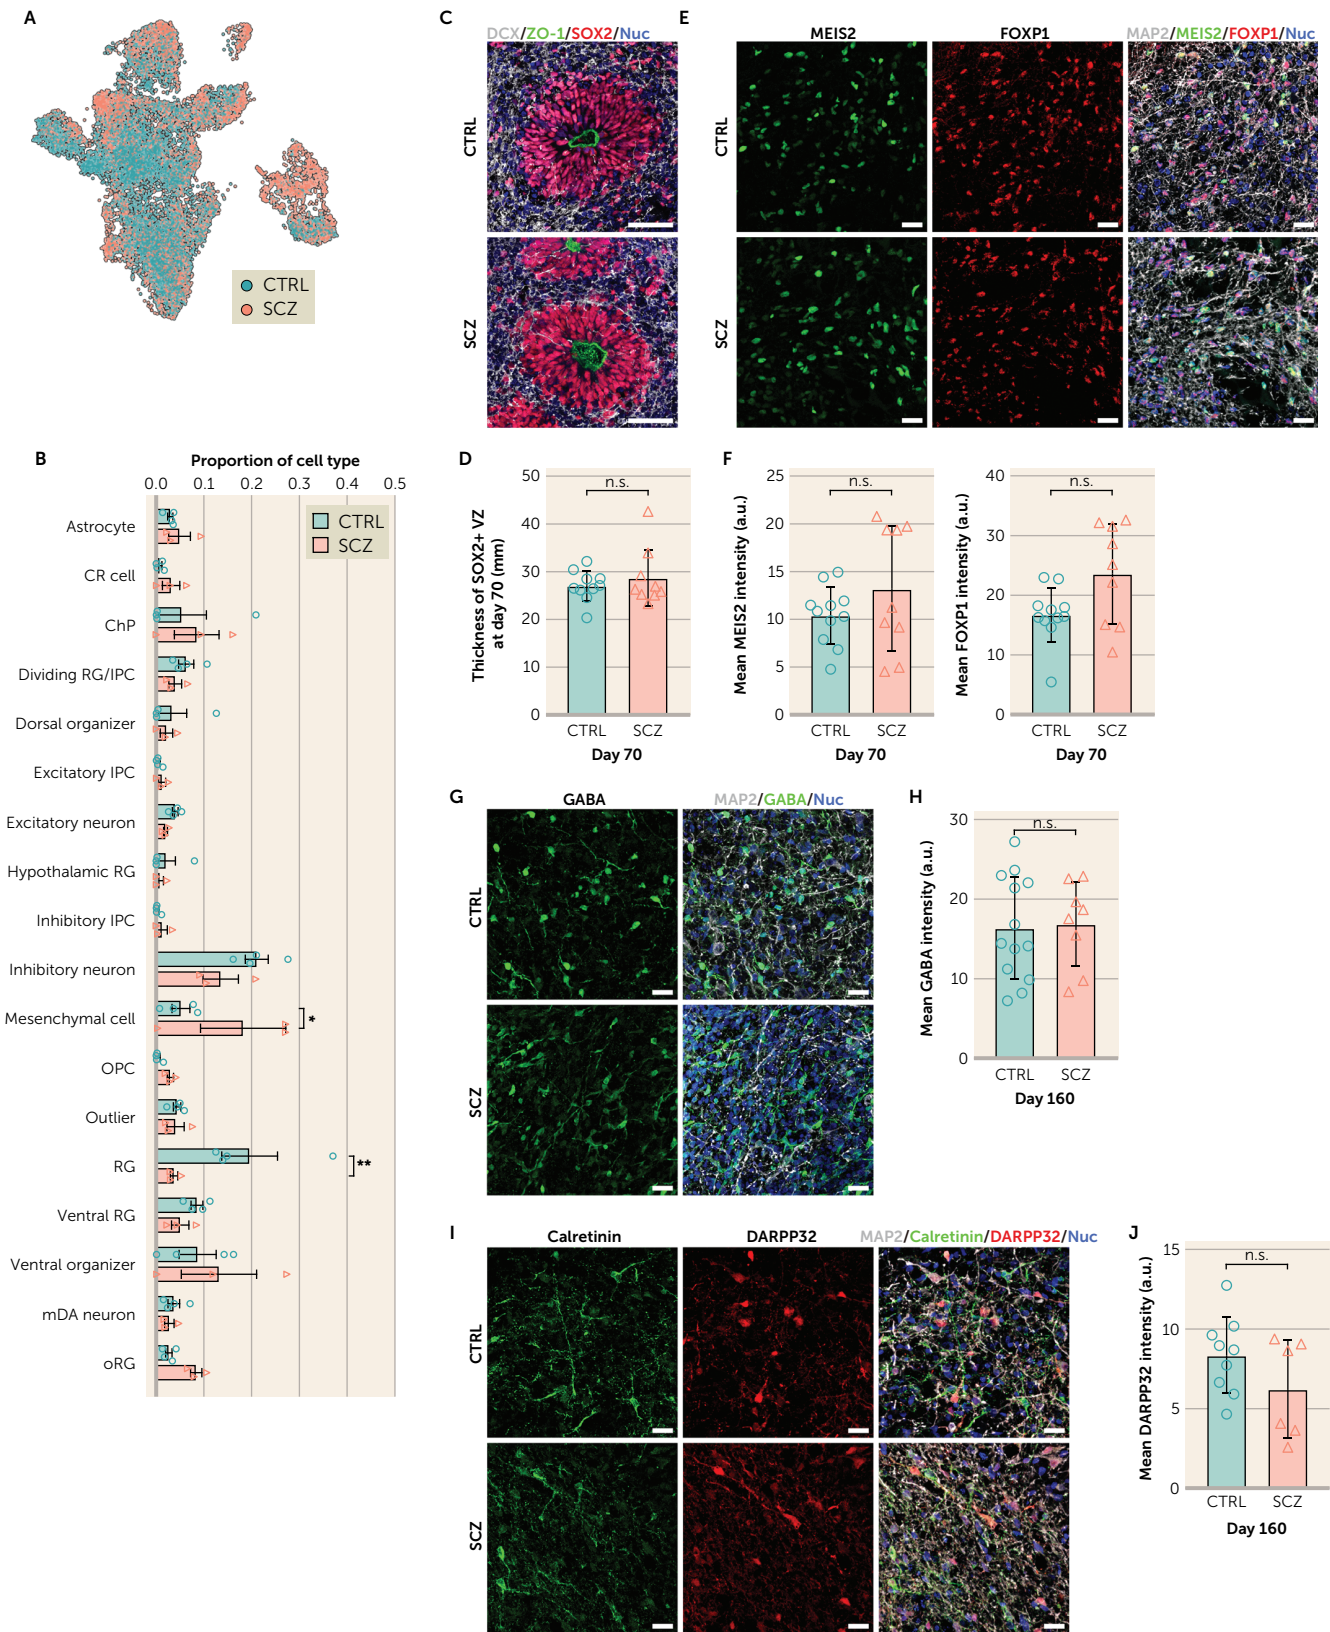 A
CTRL
SCZ
B
Proportion of cell type
0.0 0.1 0.2 0.3 0.4 0.5
CTRL
SCZ
Astrocyte
CR cell
ChP
Dividing RG/IPC
Dorsal organizer
Excitatory IPC
Excitatory neuron
Hypothalamic RG
Inhibitory IPC
Inhibitory neuron
Mesenchymal cell
*
OPC
Outlier
RG
**
Ventral RG
Ventral organizer
mDA neuron
oRG
C
DCX/ZO-1/SOX2/Nuc
CTRL
SCZ
D
Thickness of SOX2+ VZ
at day 70 (mm)
50
40
30
20
10
0
n.s.
CTRL SCZ
Day 70
E
MEIS2 FOXP1 MAP2/MEIS2/FOXP1/Nuc
CTRL
SCZ
F
Mean MEIS2 intensity (a.u.)
25
20
15
10
5
0
n.s.
CTRL SCZ
Day 70
Mean FOXP1 intensity (a.u.)
40
30
20
10
0
n.s.
CTRL SCZ
Day 70
G
GABA MAP2/GABA/Nuc
CTRL
SCZ
H
Mean GABA intensity (a.u.)
30
20
10
0
n.s.
CTRL SCZ
Day 160
I
Calretinin DARPP32 MAP2/Calretinin/DARPP32/Nuc
CTRL
SCZ
J
Mean DARPP32 intensity (a.u.)
15
10
5
0
n.s.
CTRL SCZ
Day 160